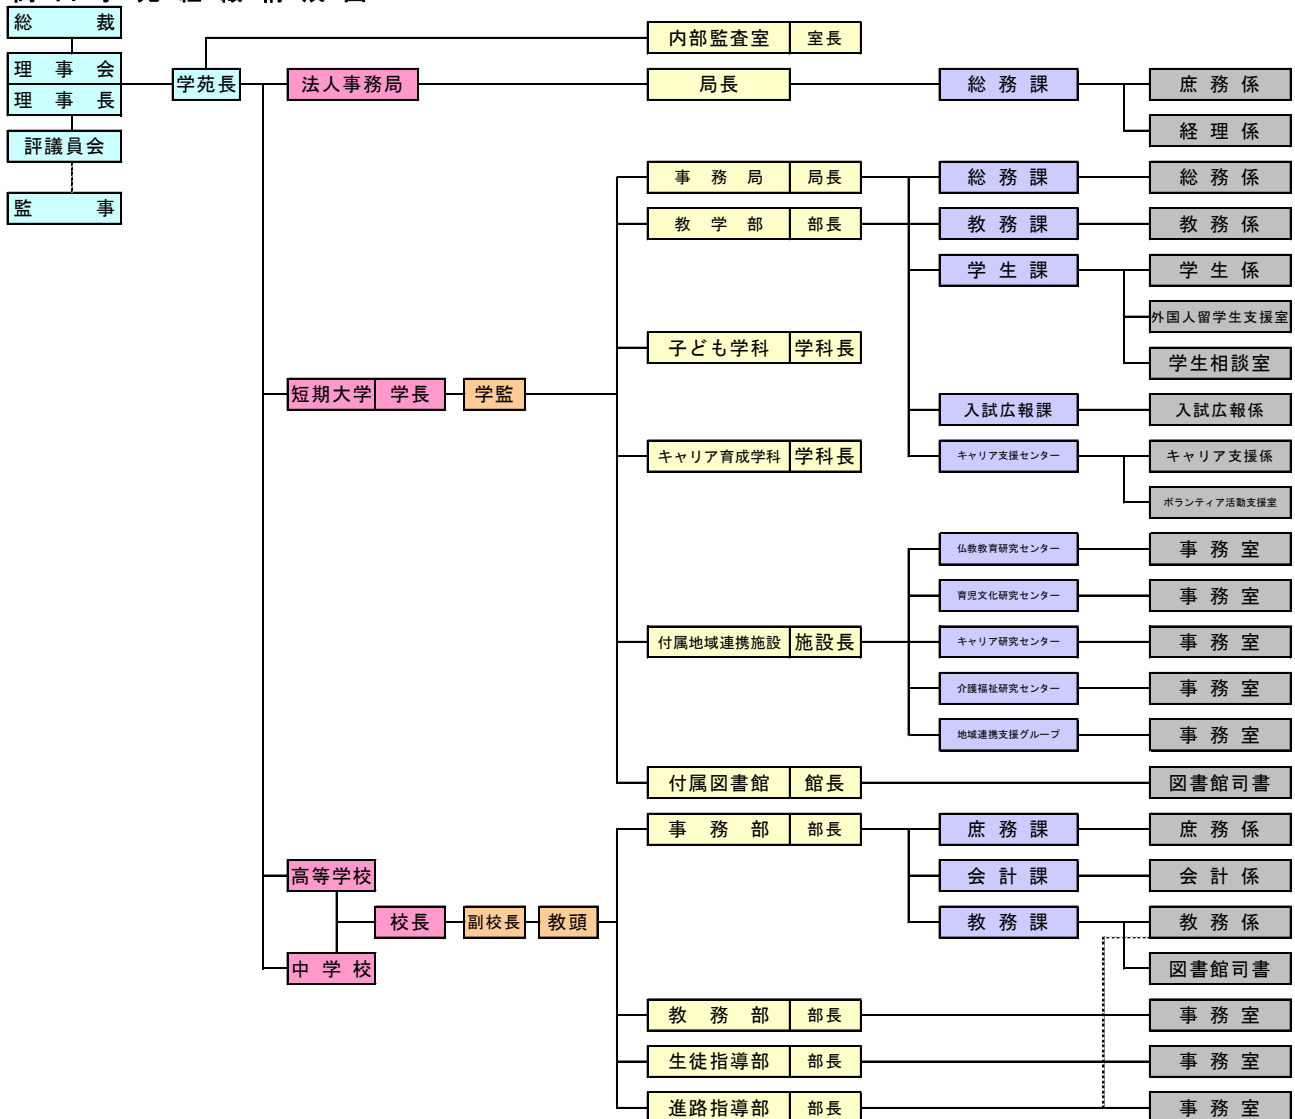 総裁
内部監査室 室長
理事会
学苑長 法人事務局 局長 総務課 庶務係
理事長
経理係
評議員会
事務局 局長 総務課 総務係
監事
教学部 部長 教務課 教務係
学生課 学生係
外国人留学生支援室
子ども学科 学科長
学生相談室
短期大学 学長 学監
入試広報課 入試広報係
キャリア育成学科 学科長 キャリア支援センター キャリア支援係
ボランティア活動支援室
仏教教育研究センター 事務室
育児文化研究センター 事務室
付属地域連携施設 施設長 キャリア研究センター 事務室
介護福祉研究センター 事務室
地域連携支援グループ 事務室
付属図書館 館長 図書館司書
事務部 部長 庶務課 庶務係
高等学校 会計課 会計係
校長 副校長 教頭 教務課 教務係
中学校 図書館司書
教務部 部長 事務室
生徒指導部 部長 事務室
進路指導部 部長 事務室